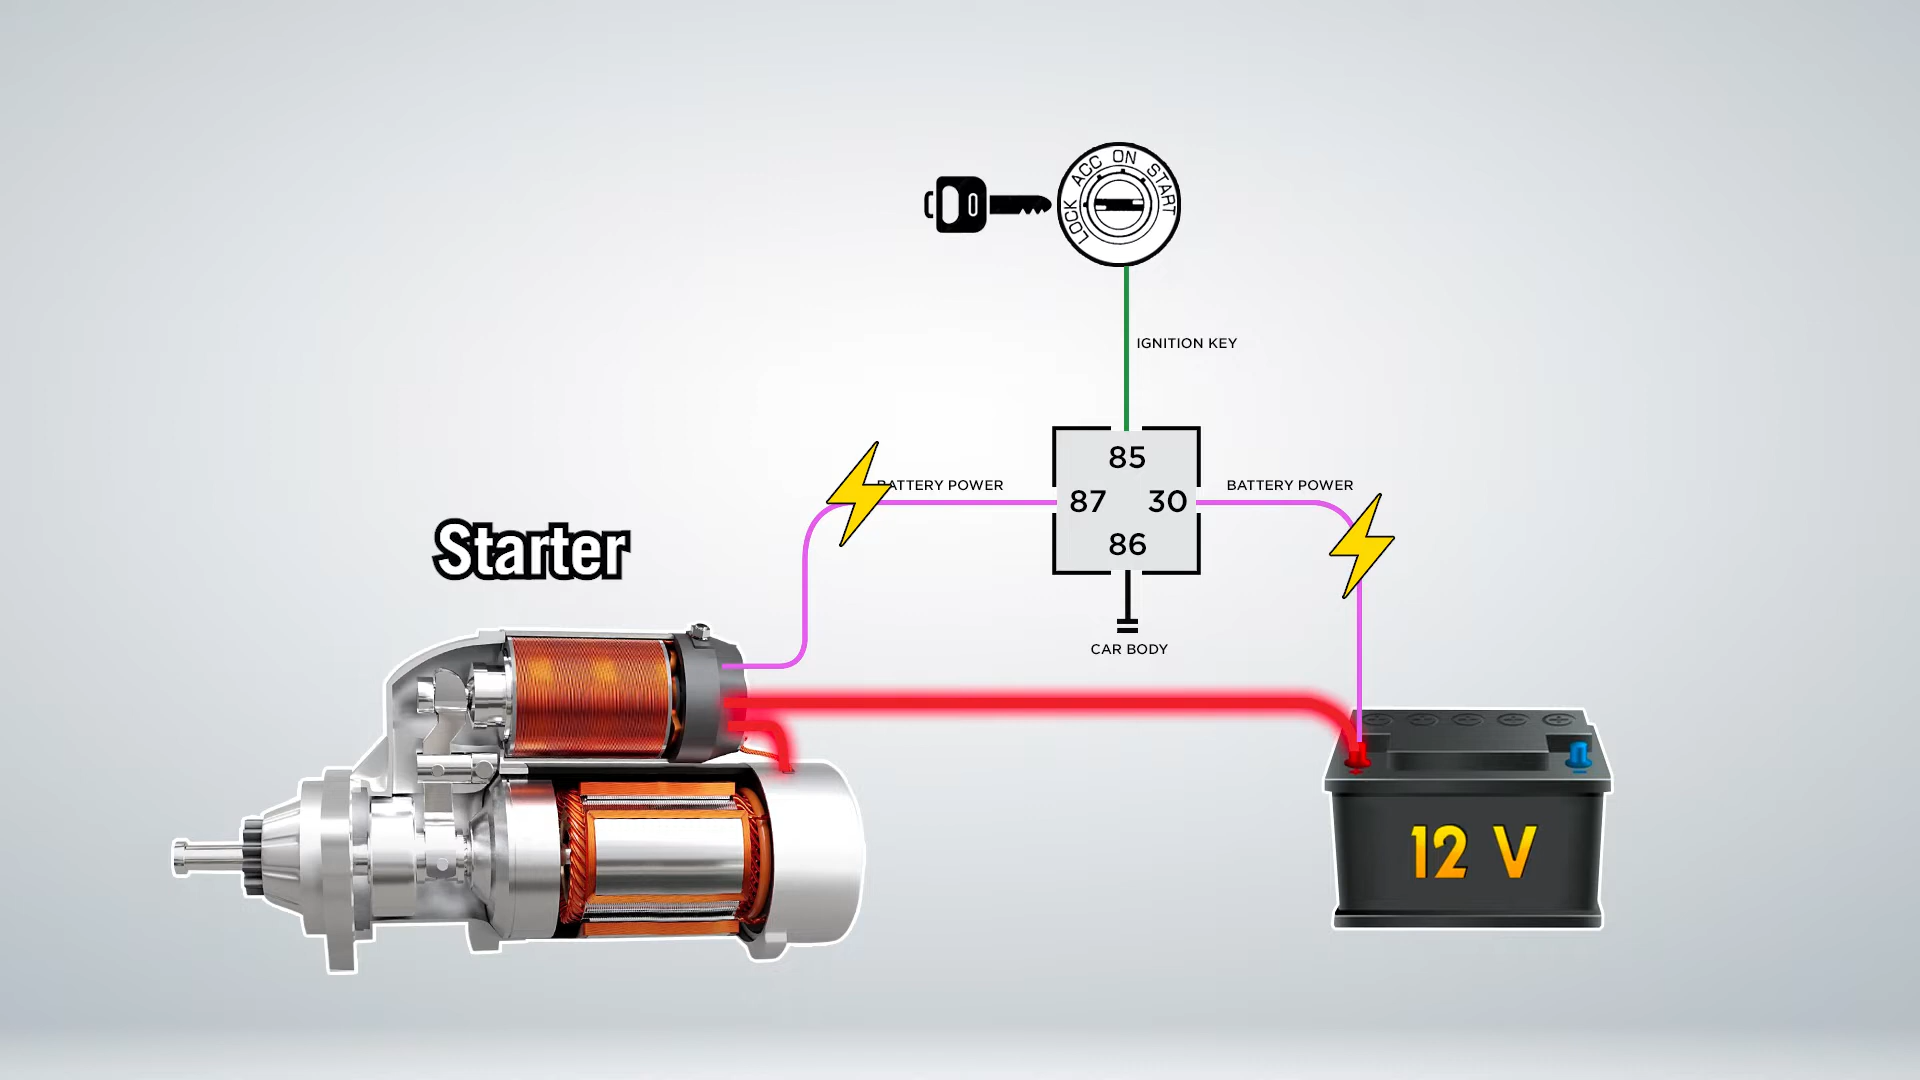 LOCK ACC ON START
IGNITION KEY
85
BATTERY POWER
87 30
BATTERY POWER
86
CAR BODY
Starter
12 V